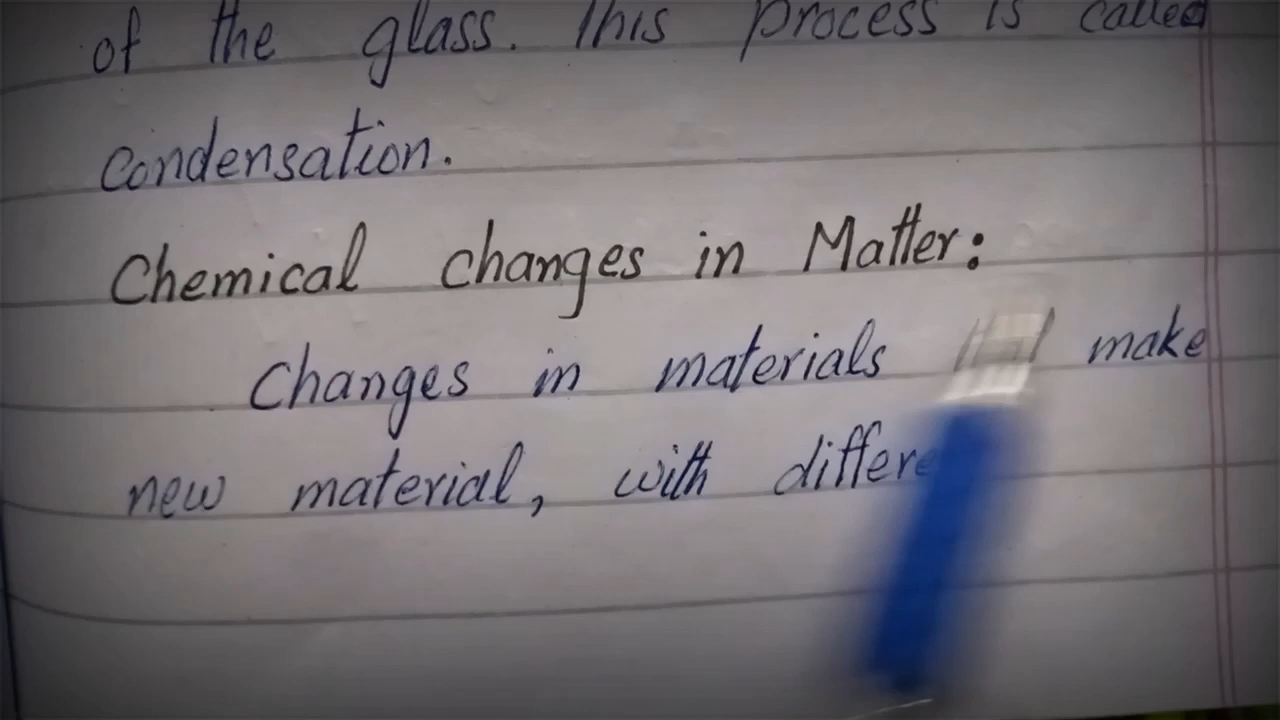 of the glass. This process is called
condensation.
Chemical changes in Matter:
Changes in materials make
new material, with